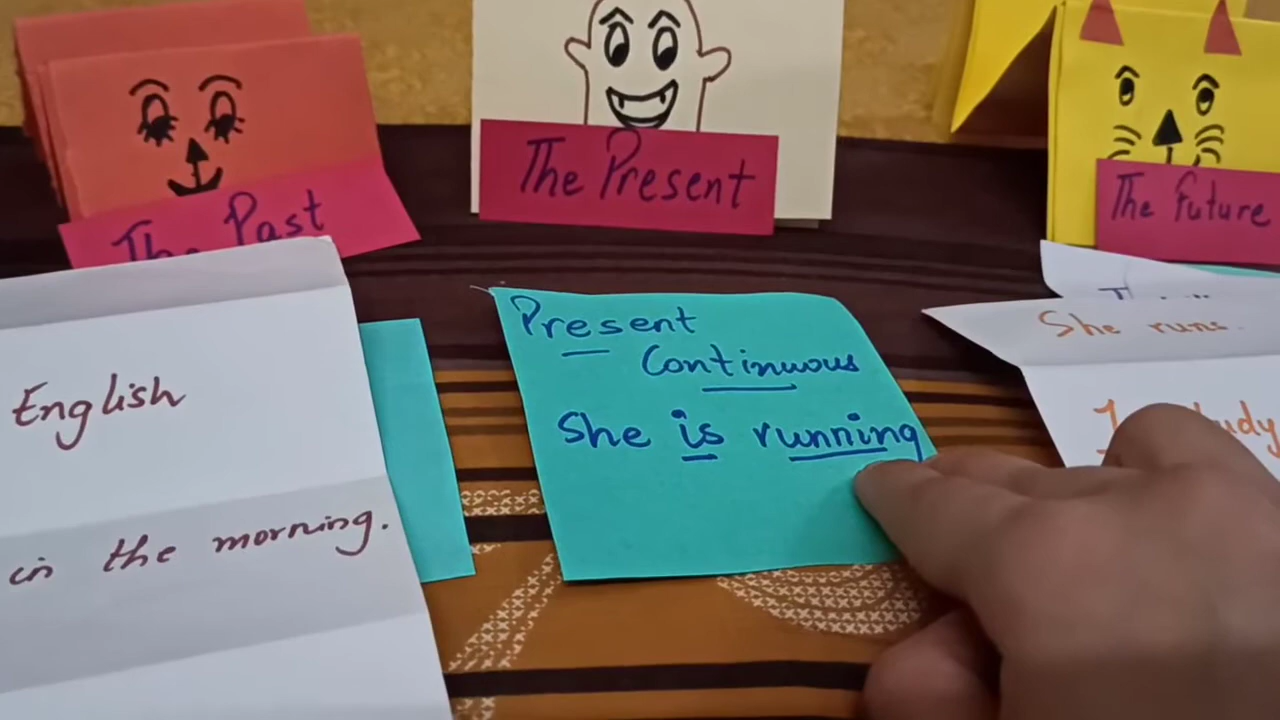 The Past
The Present
The Future
English
in the morning.
Present
Continuous
She is running
She runs.